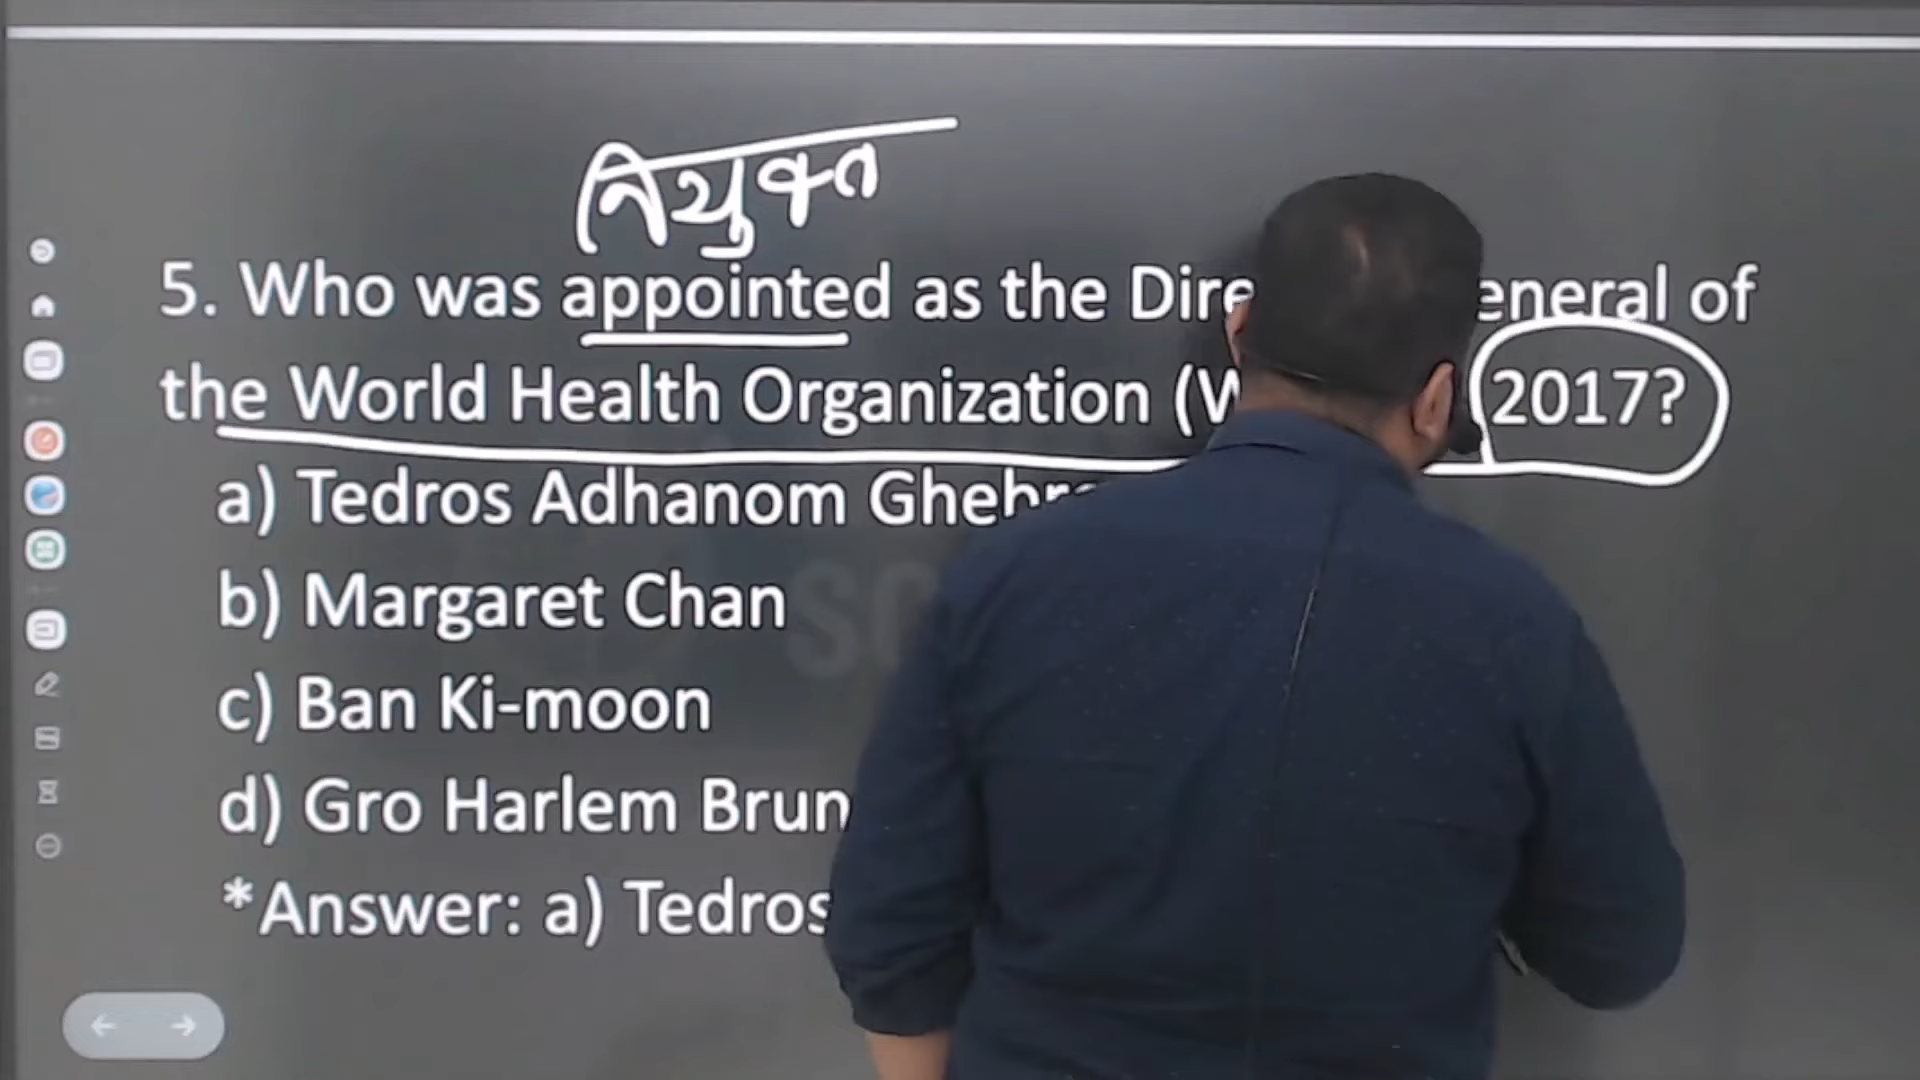 नियुक्त
5. Who was appointed as the Dire eneral of
the World Health Organization (W 2017?
a) Tedros Adhanom Ghebr
b) Margaret Chan
c) Ban Ki-moon
d) Gro Harlem Brun
*Answer: a) Tedros